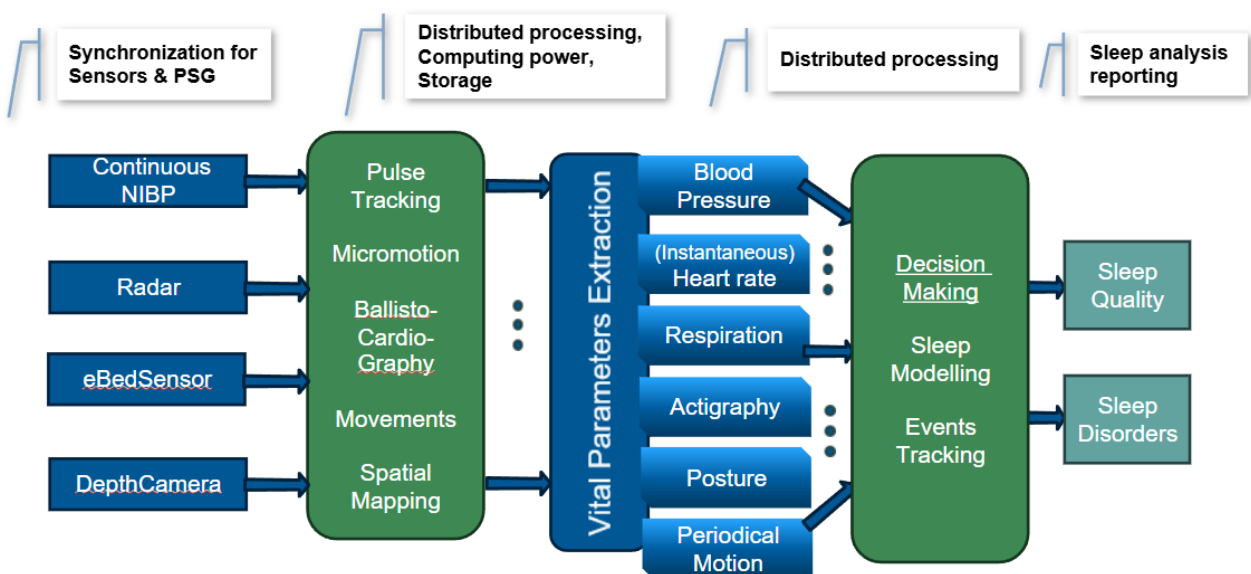 Synchronization for
Sensors & PSG
Distributed processing,
Computing power,
Storage
Distributed processing
Sleep analysis
reporting
Continuous
NIBP
Radar
eBedSensor
DepthCamera
Pulse
Tracking
Micromotion
Ballisto-
Cardio-
Graphy
Movements
Spatial
Mapping
Vital Parameters Extraction
Blood
Pressure
(Instantaneous)
Heart rate
Respiration
Actigraphy
Posture
Periodical
Motion
Decision
Making
Sleep
Modelling
Events
Tracking
Sleep
Quality
Sleep
Disorders